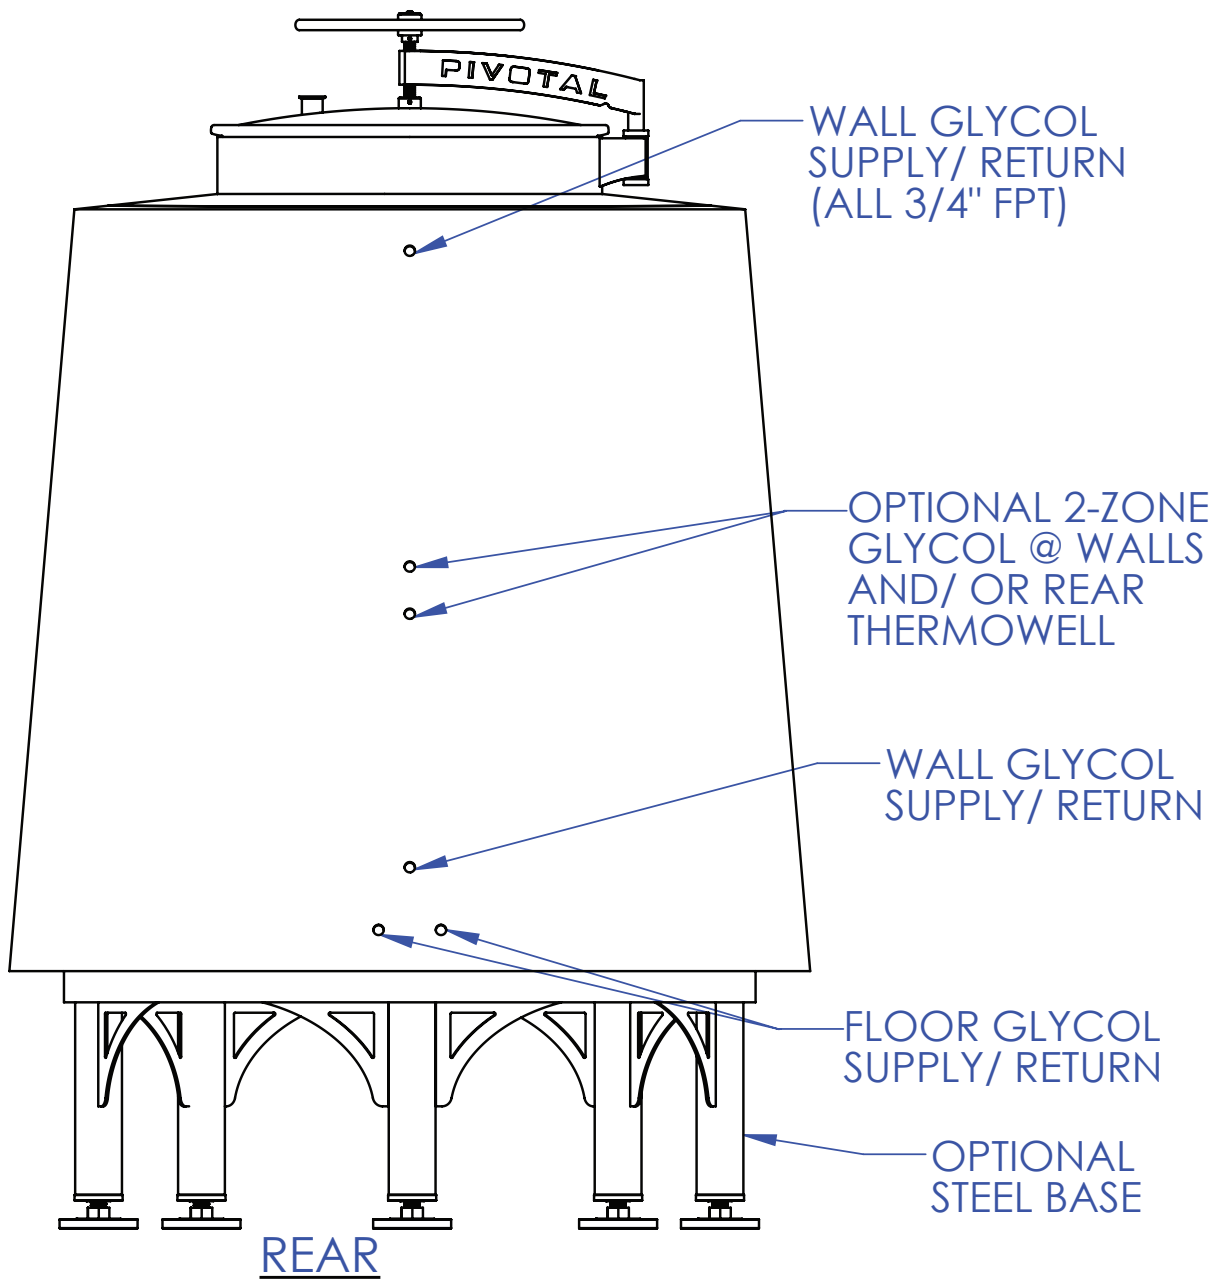 PIVOTAL
WALL GLYCOL
SUPPLY/ RETURN
(ALL 3/4" FPT)
OPTIONAL 2-ZONE
GLYCOL @ WALLS
AND/ OR REAR
THERMOWELL
WALL GLYCOL
SUPPLY/ RETURN
FLOOR GLYCOL
SUPPLY/ RETURN
OPTIONAL
STEEL BASE
REAR